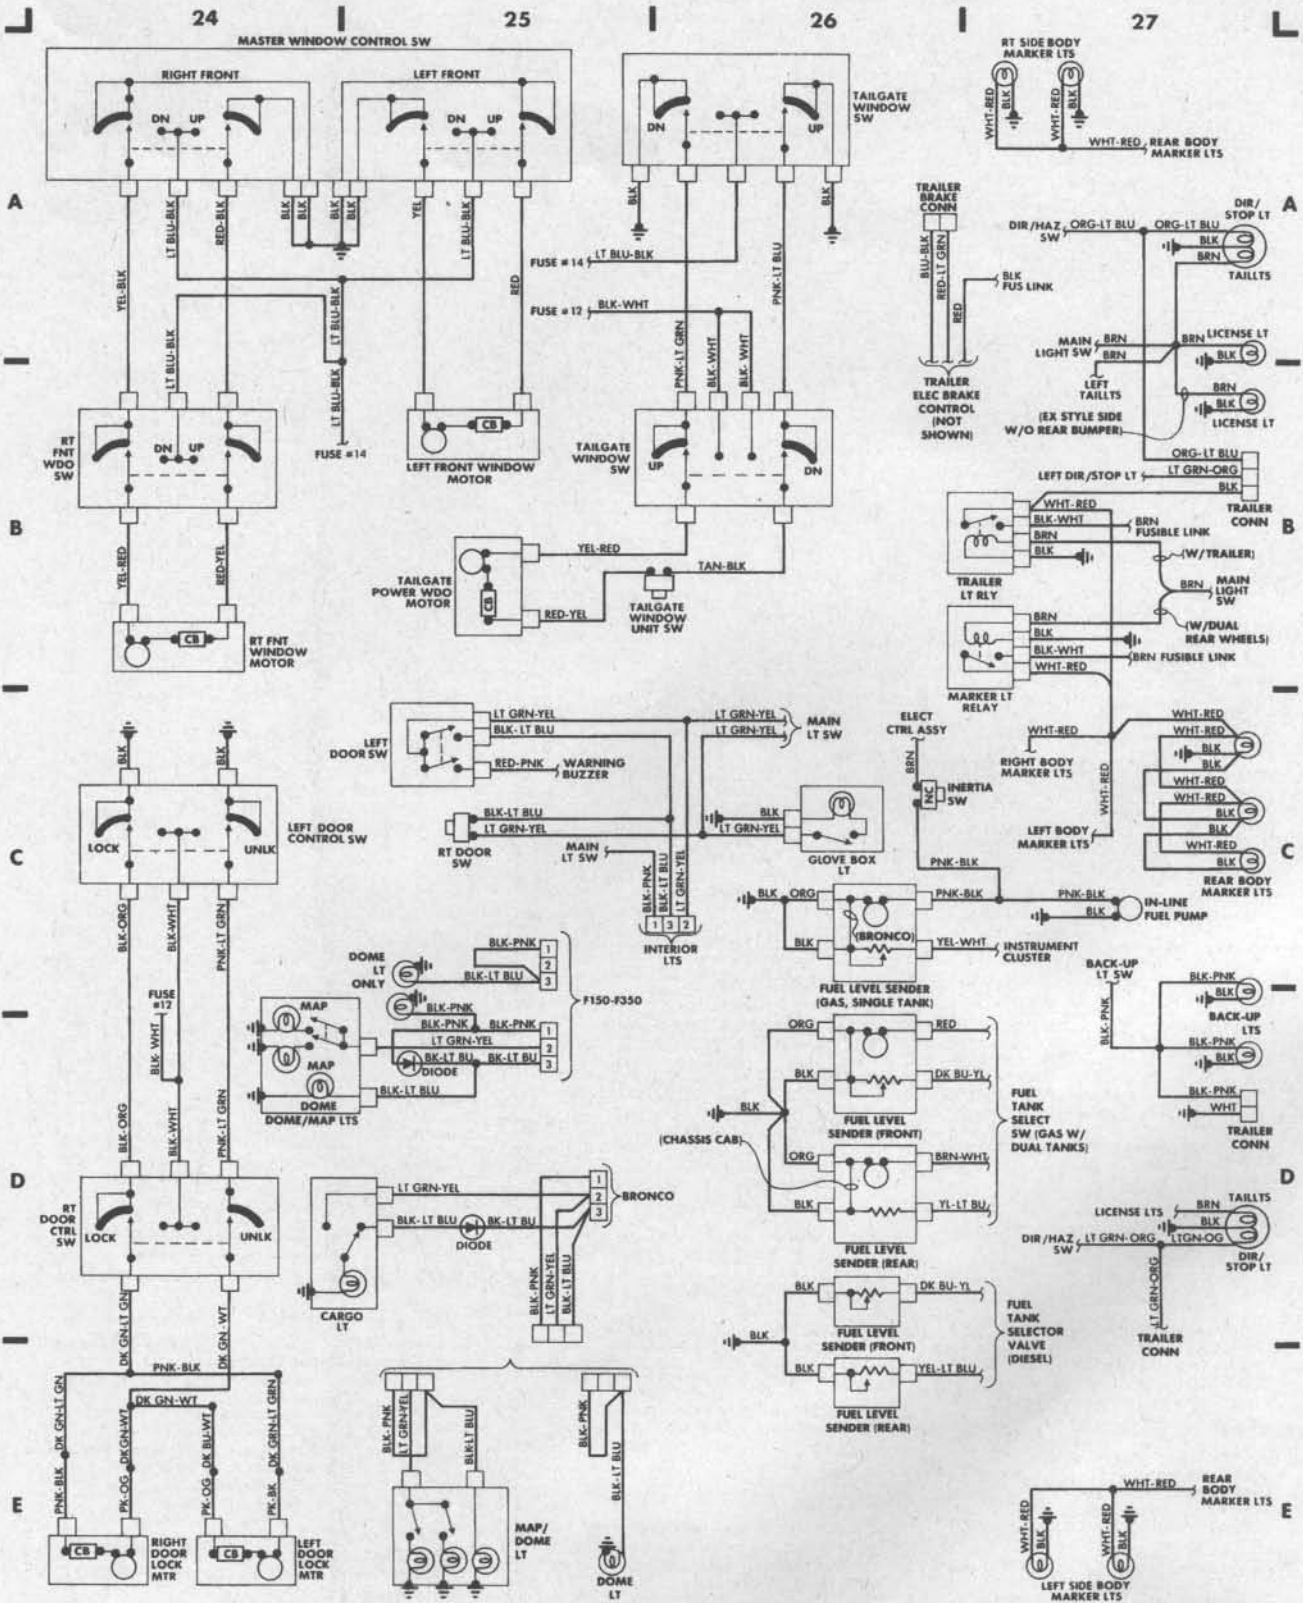 24
25
26
27
MASTER WINDOW CONTROL SW
RIGHT FRONT
LEFT FRONT
DN
UP
DN
UP
DN
UP
TAILGATE
WINDOW
SW
RT SIDE BODY
MARKER LTS
WHT-RED
BLK
WHT-RED
BLK
WHT-RED
REAR BODY
MARKER LTS
A
A
BLK
BLK
BLK
BLK
YEL
LT BLU-BLK
RED-BLK
LT BLU-BLK
BLK
BLK
YEL-BLK
LT BLU-BLK
LT BLU-BLK
RED
FUSE #14
LT BLU-BLK
FUSE #12
BLK-WHT
PNK-LT BLU
PNK-LT GRN
BLK-WHT
BLK-WHT
LT BLU-BLK
FUSE #14
TRAILER
BRAKE
CONN
BLU-BLK
RED-LT GRN
RED
BLK
FUS LINK
TRAILER
ELEC BRAKE
CONTROL
(NOT
SHOWN)
DIR/HAZ
SW
ORG-LT BLU
ORG-LT BLU
BLK
BRN
DIR/
STOP LT
TAILLTS
MAIN
LIGHT SW
BRN
BRN
BRN
LICENSE LT
BLK
LEFT
TAILLTS
BRN
BLK
LICENSE LT
(EX STYLE SIDE
W/O REAR BUMPER)
ORG-LT BLU
LEFT DIR/STOP LT
LT GRN-ORG
BLK
TRAILER
CONN
RT
FNT
WDO
SW
DN
UP
LEFT FRONT WINDOW
MOTOR
CB
TAILGATE
WINDOW
SW
UP
DN
B
B
YEL-RED
RED-YEL
CB
RT FNT
WINDOW
MOTOR
TAILGATE
POWER WDO
MOTOR
CB
YEL-RED
RED-YEL
TAN-BLK
TAILGATE
WINDOW
UNIT SW
WHT-RED
BLK-WHT
BRN
FUSIBLE LINK
BRN
BLK
TRAILER
LT RLY
(W/TRAILER)
BRN
MAIN
LIGHT
SW
BRN
BLK
BLK-WHT
WHT-RED
(W/DUAL
REAR WHEELS)
BRN FUSIBLE LINK
MARKER LT
RELAY
BLK
BLK
LEFT
DOOR SW
LT GRN-YEL
BLK-LT BLU
RED-PNK
WARNING
BUZZER
LT GRN-YEL
LT GRN-YEL
MAIN
LT SW
ELECT
CTRL ASSY
BRN
NC
INERTIA
SW
WHT-RED
RIGHT BODY
MARKER LTS
WHT-RED
LEFT BODY
MARKER LTS
WHT-RED
WHT-RED
BLK
BLK
WHT-RED
WHT-RED
BLK
BLK
WHT-RED
BLK
REAR BODY
MARKER LTS
LOCK
UNLK
LEFT DOOR
CONTROL SW
C
C
RT DOOR
SW
BLK-LT BLU
LT GRN-YEL
MAIN
LT SW
BLK-PNK
BLK-LT BLU
LT GRN-YEL
1 3 2
INTERIOR
LTS
BLK
LT GRN-YEL
GLOVE BOX
LT
PNK-BLK
BLK
ORG
PNK-BLK
BLK
(BRONCO)
YEL-WHT
INSTRUMENT
CLUSTER
FUEL LEVEL SENDER
(GAS, SINGLE TANK)
PNK-BLK
BLK
IN-LINE
FUEL PUMP
BLK-ORG
BLK-WHT
PNK-LT GRN
FUSE
#12
BLK-WHT
BLK-ORG
BLK-WHT
PNK-LT GRN
DOME
LT
ONLY
BLK-PNK
BLK-LT BLU
1
2
3
F150-F350
MAP
MAP
DOME
DOME/MAP LTS
BLK-PNK
BLK-PNK
BLK-PNK
LT GRN-YEL
BK-LT BU
BK-LT BU
DIODE
BLK-LT BLU
1
2
3
ORG
RED
BLK
DK BU-YL
BLK
FUEL LEVEL
SENDER (FRONT)
(CHASSIS CAB)
ORG
BRN-WHT
BLK
YL-LT BU
FUEL LEVEL
SENDER (REAR)
FUEL
TANK
SELECT
SW (GAS W/
DUAL TANKS)
BACK-UP
LT SW
BLK-PNK
BLK-PNK
BLK
BACK-UP
LTS
BLK-PNK
BLK
BLK-PNK
WHT
TRAILER
CONN
D
D
RT
DOOR
CTRL
SW
LOCK
UNLK
LT GRN-YEL
BLK-LT BLU
BK-LT BU
DIODE
CARGO
LT
1
2
3
BRONCO
BLK-PNK
LT GRN-YEL
BLK-LT BLU
LICENSE LTS
BRN
BLK
TAILLTS
DIR/HAZ
SW
LT GRN-ORG
LTGN-OG
DIR/
STOP LT
LT GRN-ORG
TRAILER
CONN
BLK
DK BU-YL
BLK
FUEL LEVEL
SENDER (FRONT)
BLK
YEL-LT BLU
FUEL LEVEL
SENDER (REAR)
FUEL
TANK
SELECTOR
VALVE
(DIESEL)
DK GN-LT GN
DK GN-WT
PNK-BLK
DK GN-WT
DK GN-LT GN
DKGN-WT
DK BU-WT
DK GRN-LT GRN
PNK-BLK
PK-OG
PK-OG
PK-BK
E
E
CB
RIGHT
DOOR
LOCK
MTR
CB
LEFT
DOOR
LOCK
MTR
BLK-PNK
LT GRN-YEL
BLK-LT BLU
MAP/
DOME
LT
BLK-PNK
BLK-LT BLU
DOME
LT
WHT-RED
REAR
BODY
MARKER LTS
WHT-RED
BLK
WHT-RED
BLK
LEFT SIDE BODY
MARKER LTS